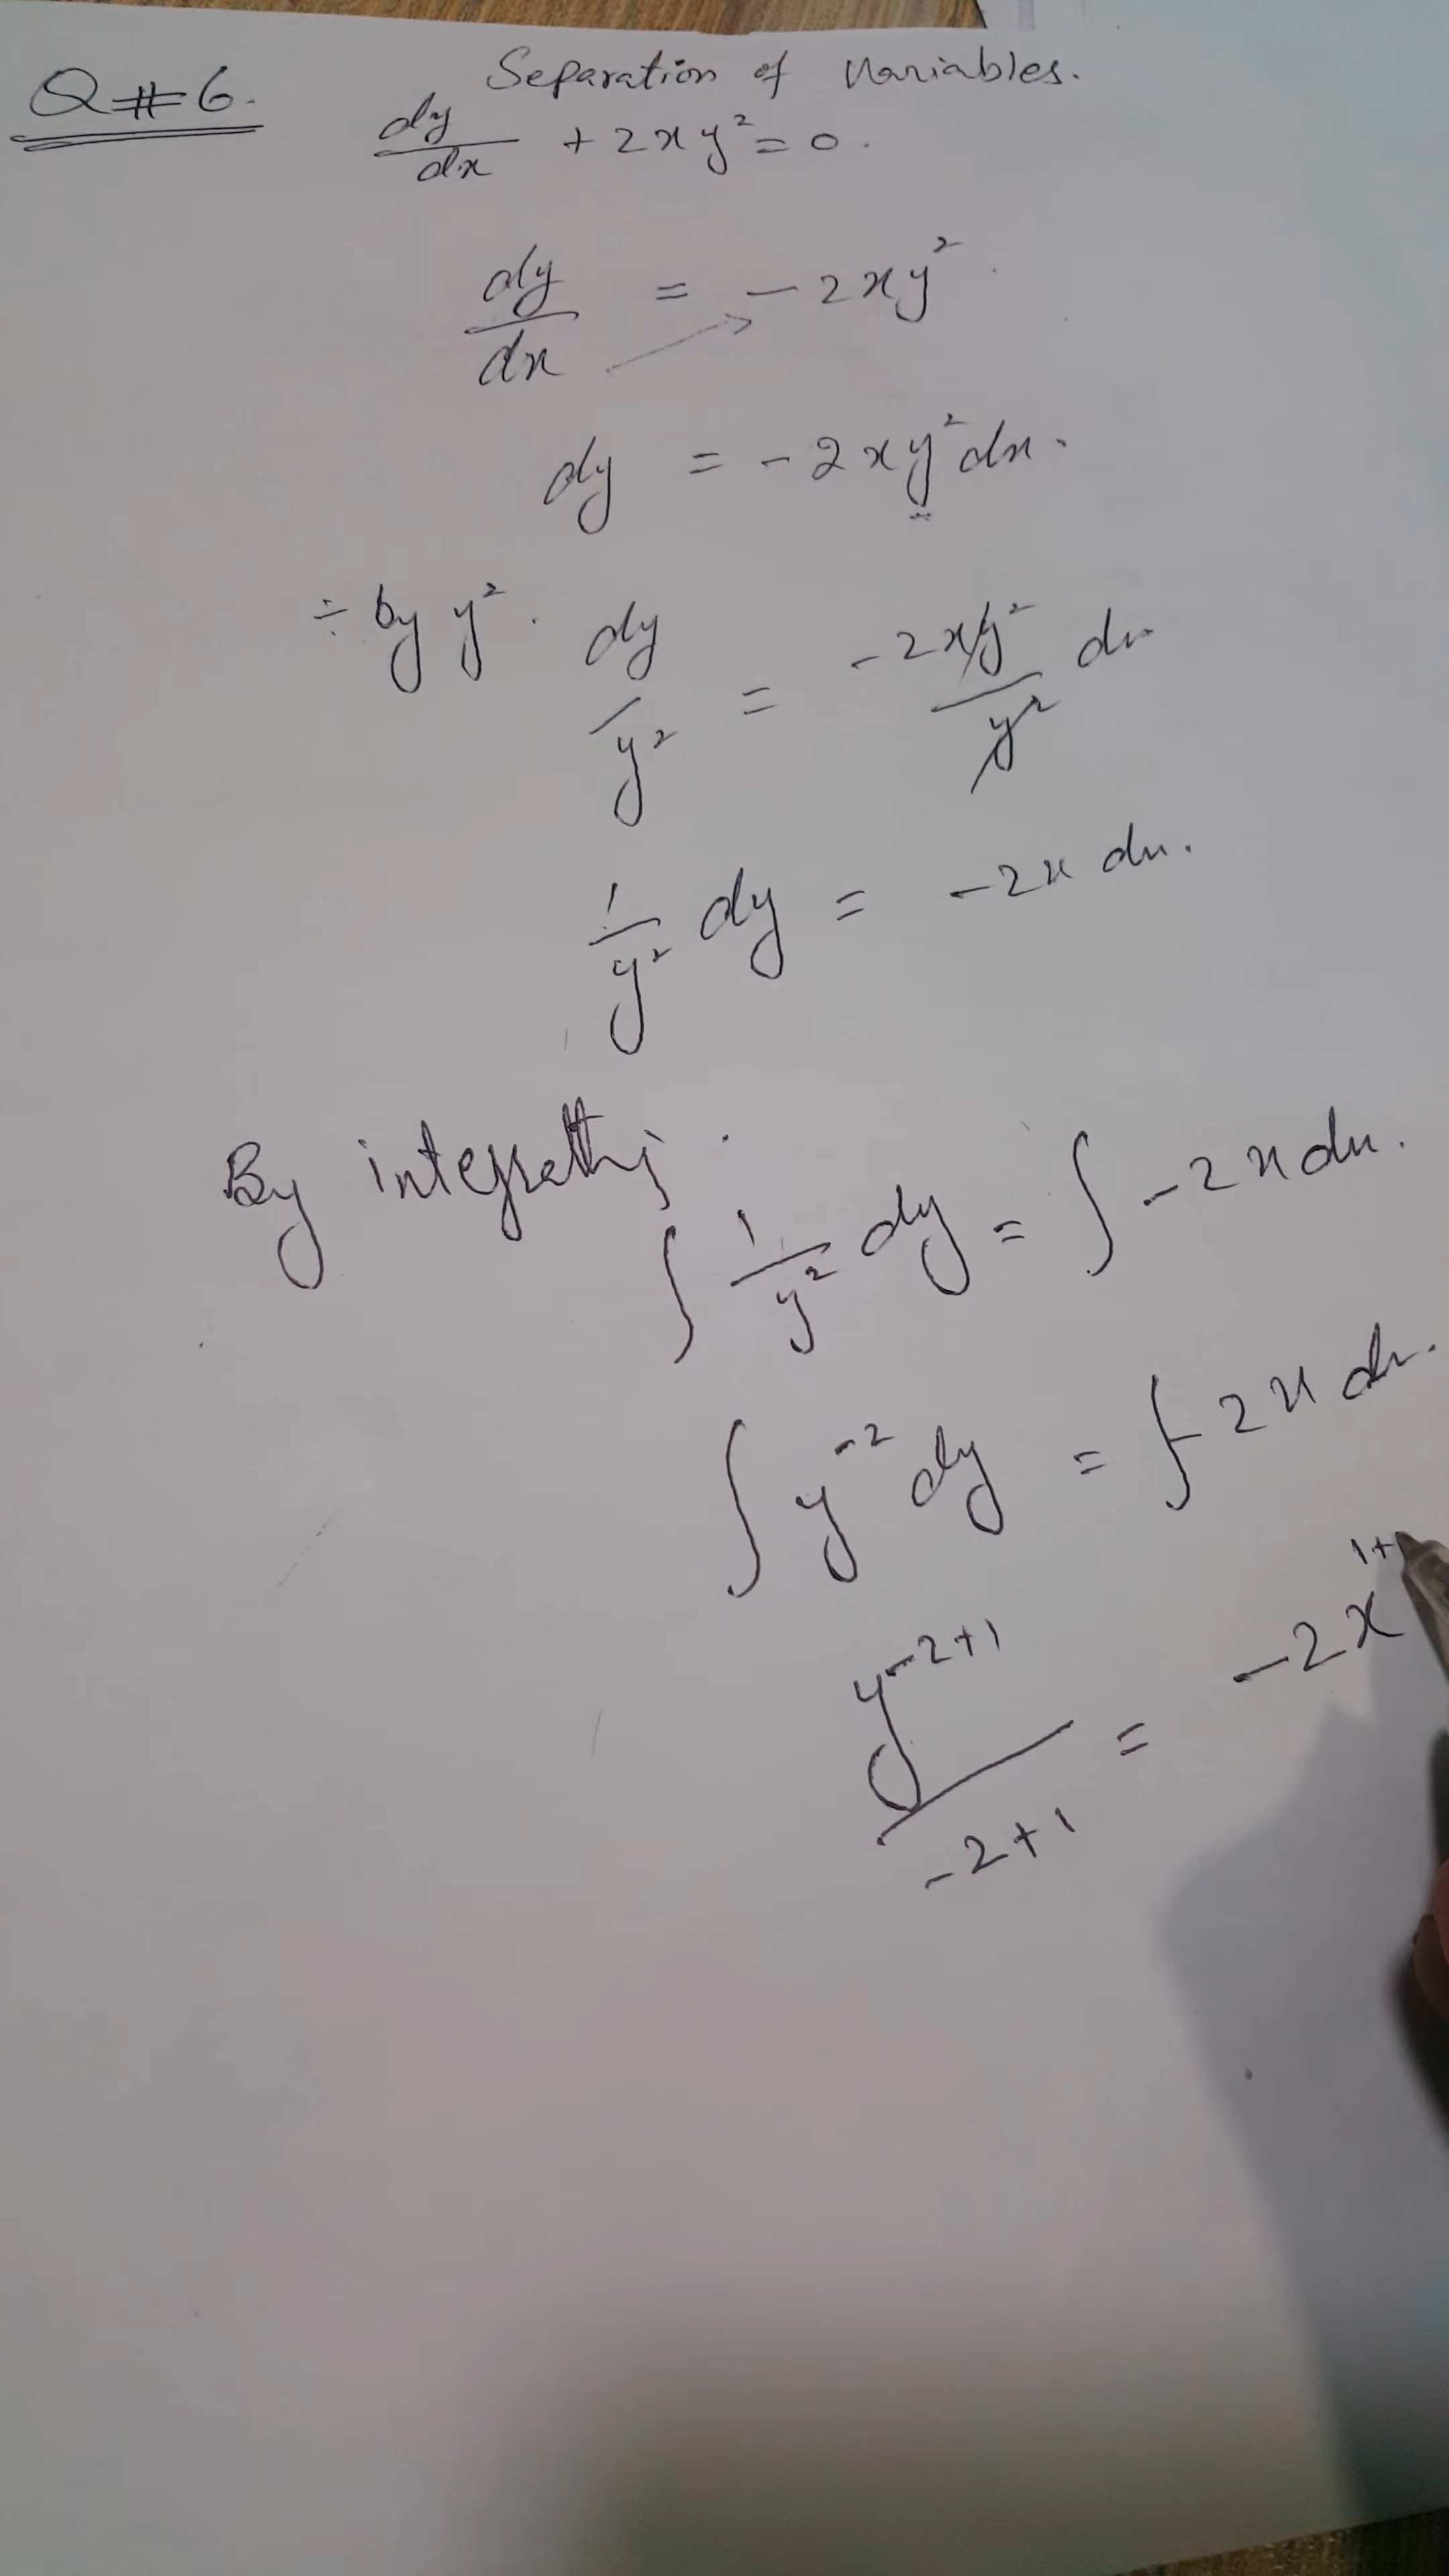 Q#6. Separation of Variables.
dy/dx + 2xy² = 0.
dy/dx = -2xy².
dy = -2xy² dx.
÷ by y². dy/y² = -2xy²/y² dx
1/y² dy = -2x dx.
By integrating.
∫ 1/y² dy = ∫ -2x dx.
∫ y⁻² dy = ∫ -2x dx.
y⁻²⁺¹/-2+1 = -2x¹⁺